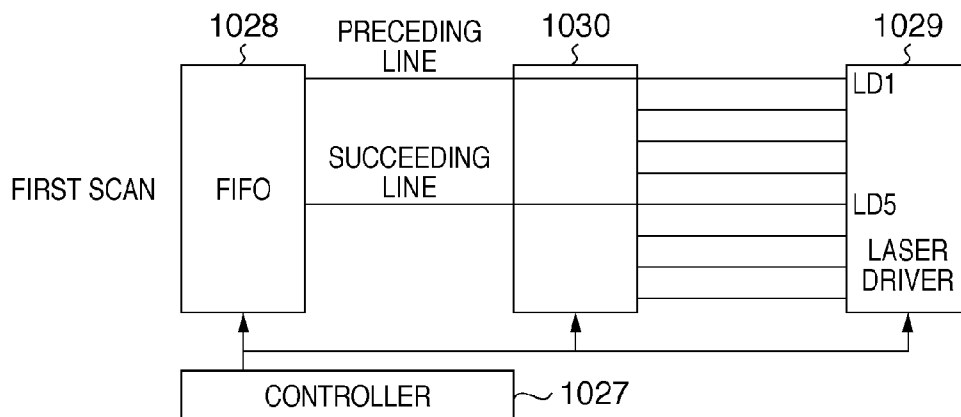 1028
PRECEDING
LINE
1030
1029
LD1
FIRST SCAN
FIFO
SUCCEEDING
LINE
LD5
LASER
DRIVER
CONTROLLER
1027